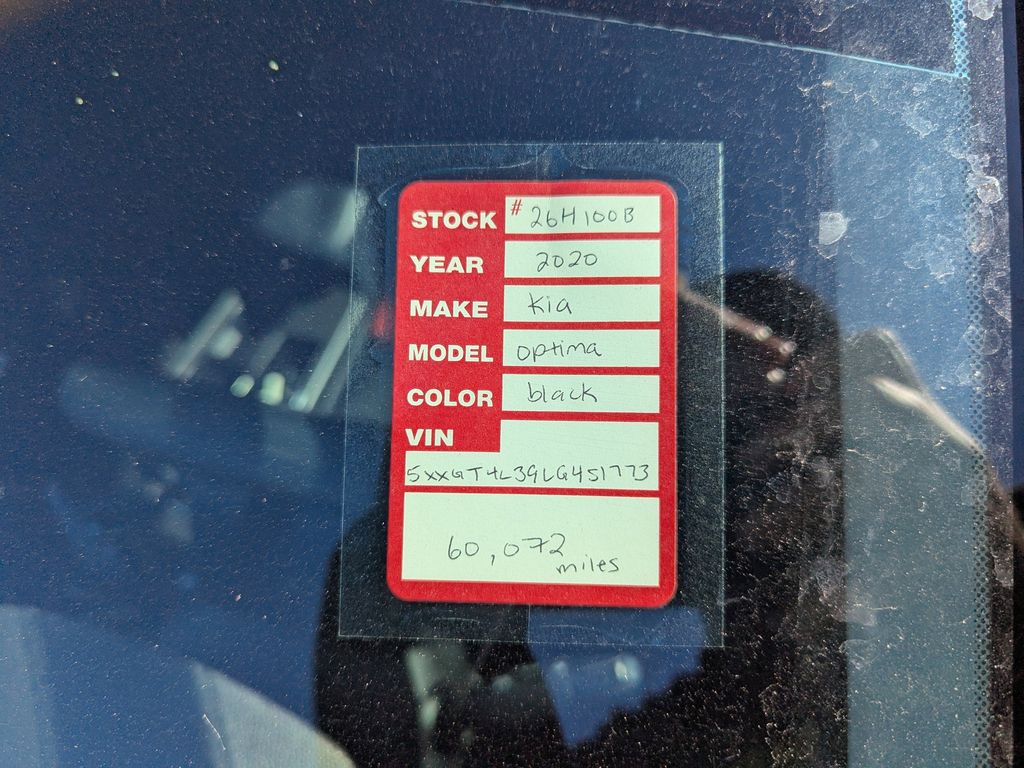 STOCK # 26H100B
YEAR 2020
MAKE Kia
MODEL optima
COLOR black
VIN
5xxGT4L39LG451773
60,072
miles